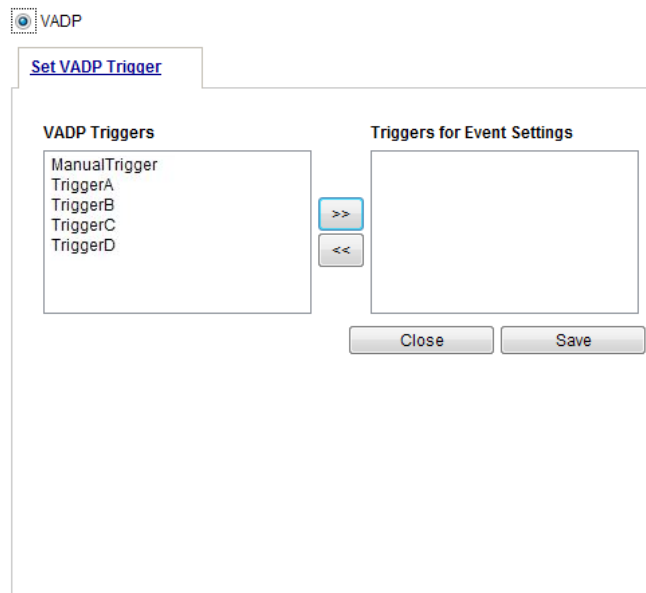 VADP
Set VADP Trigger
VADP Triggers
Triggers for Event Settings
ManualTrigger
TriggerA
TriggerB
TriggerC
TriggerD
>>
<<
Close
Save